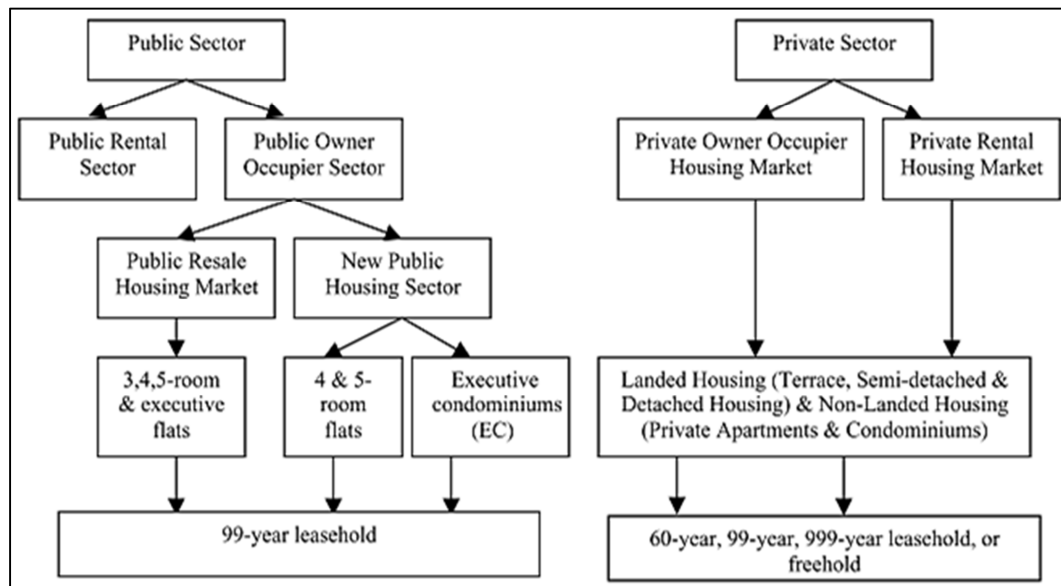 Public Sector
Private Sector
Public Rental
Sector
Public Owner
Occupier Sector
Private Owner Occupier
Housing Market
Private Rental
Housing Market
Public Resale
Housing Market
New Public
Housing Sector
3,4,5-room
& executive
flats
4 & 5-
room
flats
Executive
condominiums
(EC)
Landed Housing (Terrace, Semi-detached &
Detached Housing) & Non-Landed Housing
(Private Apartments & Condominiums)
99-year leasehold
60-year, 99-year, 999-year leasehold, or
freehold